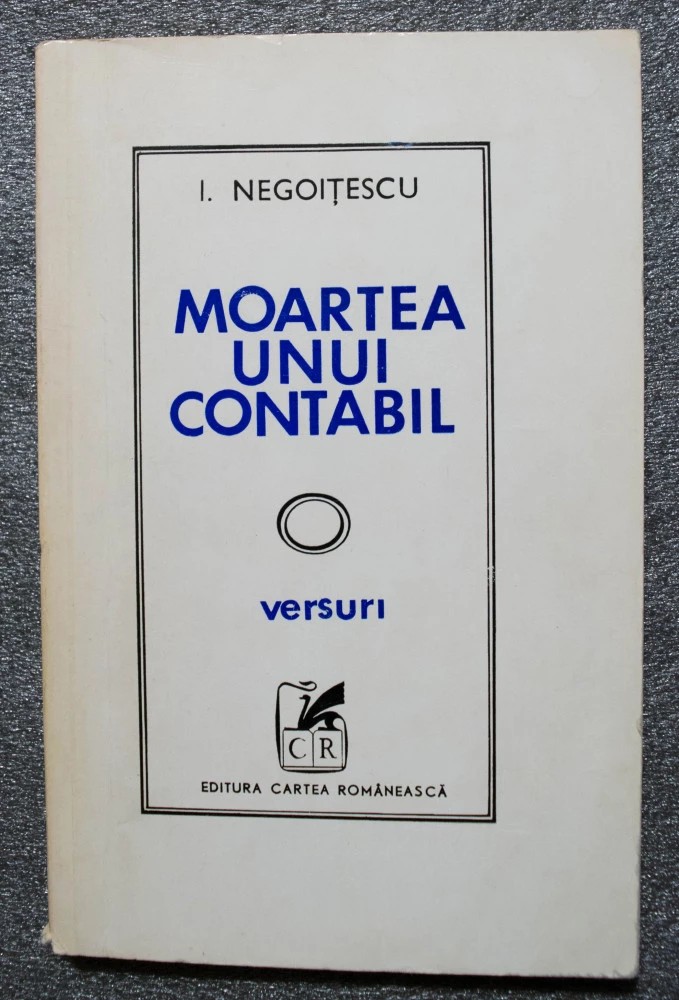 I. NEGOIȚESCU
MOARTEA
UNUI
CONTABIL
versuri
CR
EDITURA CARTEA ROMÂNEASCĂ